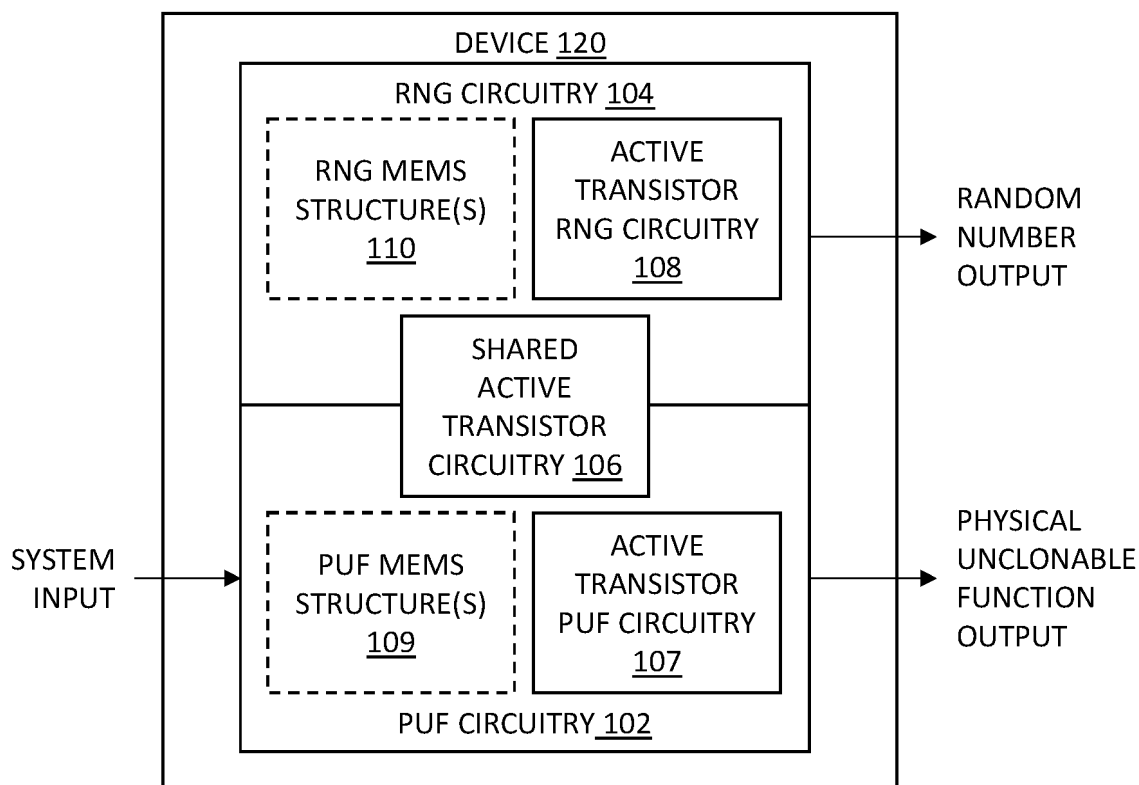 DEVICE 120
RNG CIRCUITRY 104
RNG MEMS
STRUCTURE(S)
110
ACTIVE
TRANSISTOR
RNG CIRCUITRY
108
RANDOM
NUMBER
OUTPUT
SHARED
ACTIVE
TRANSISTOR
CIRCUITRY 106
SYSTEM
INPUT
PUF MEMS
STRUCTURE(S)
109
ACTIVE
TRANSISTOR
PUF CIRCUITRY
107
PHYSICAL
UNCLONABLE
FUNCTION
OUTPUT
PUF CIRCUITRY 102